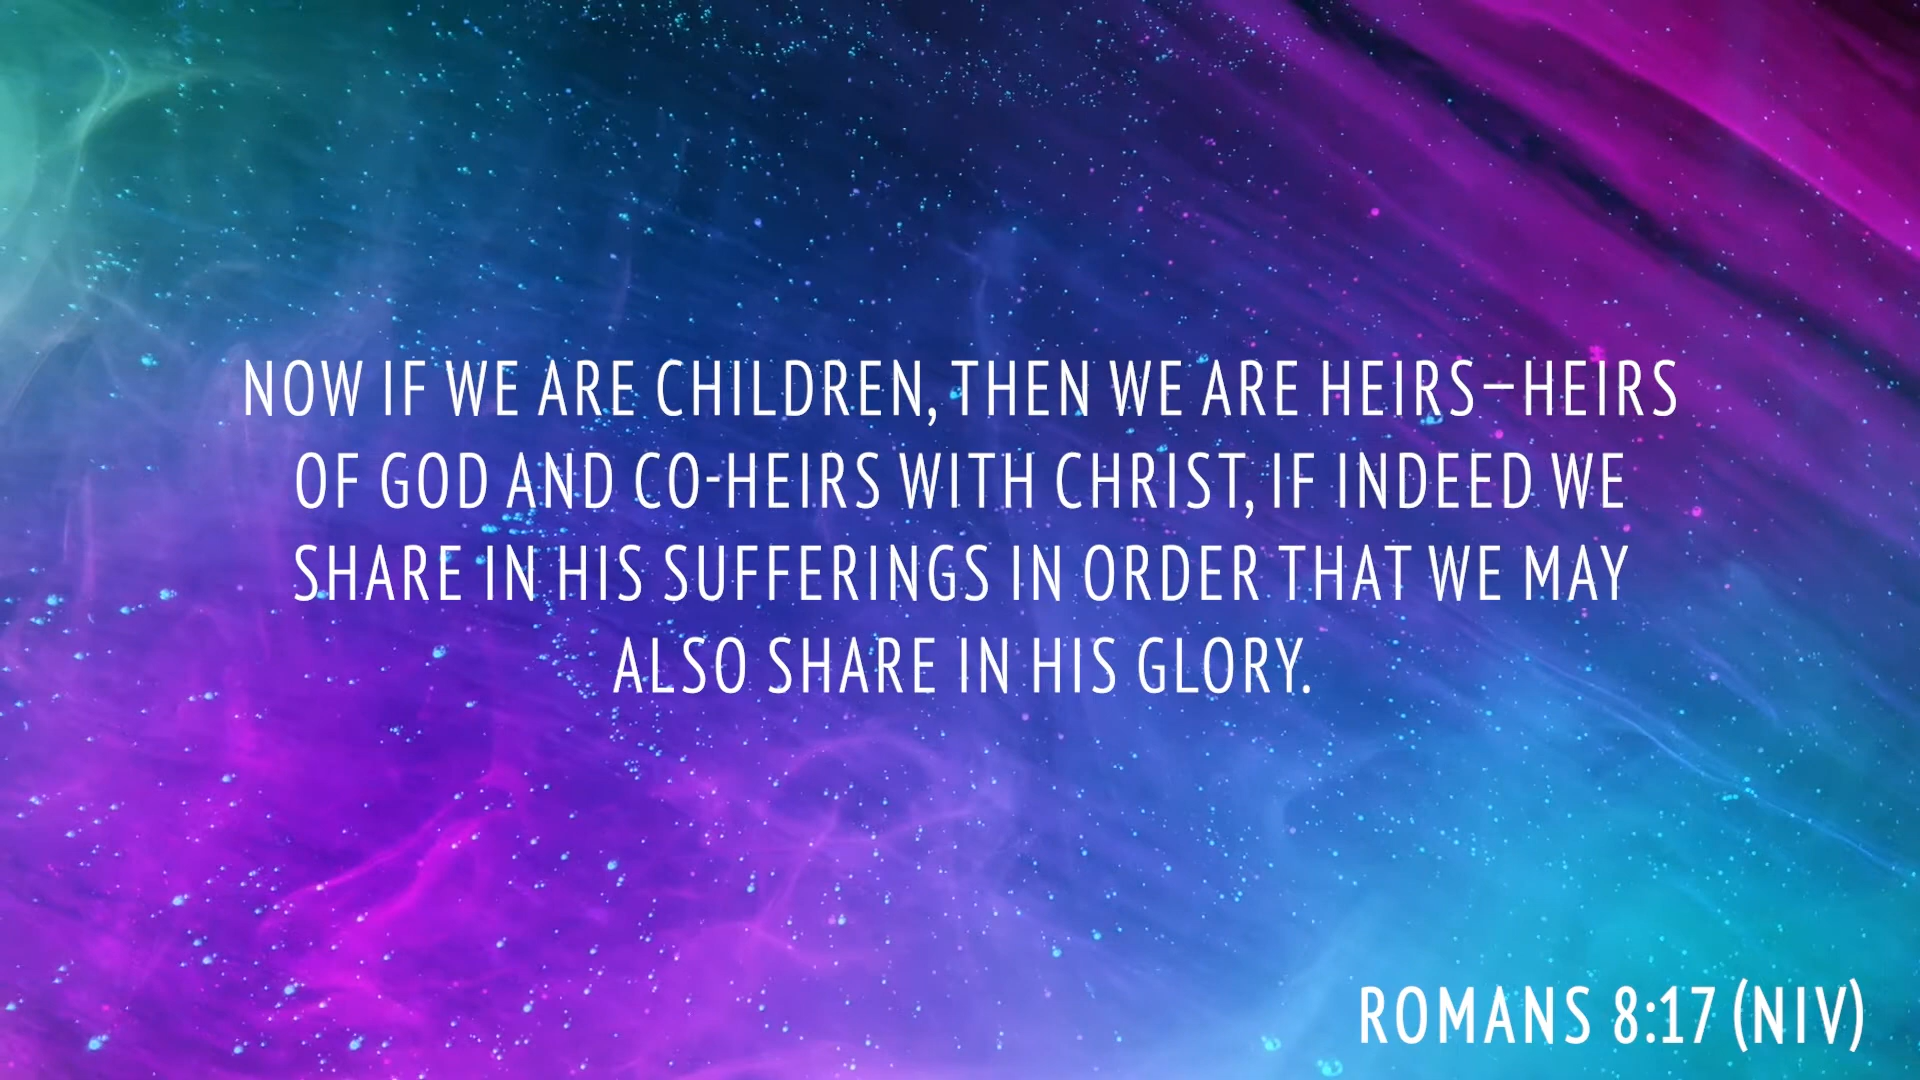 NOW IF WE ARE CHILDREN, THEN WE ARE HEIRS—HEIRS
OF GOD AND CO-HEIRS WITH CHRIST, IF INDEED WE
SHARE IN HIS SUFFERINGS IN ORDER THAT WE MAY
ALSO SHARE IN HIS GLORY.
ROMANS 8:17 (NIV)